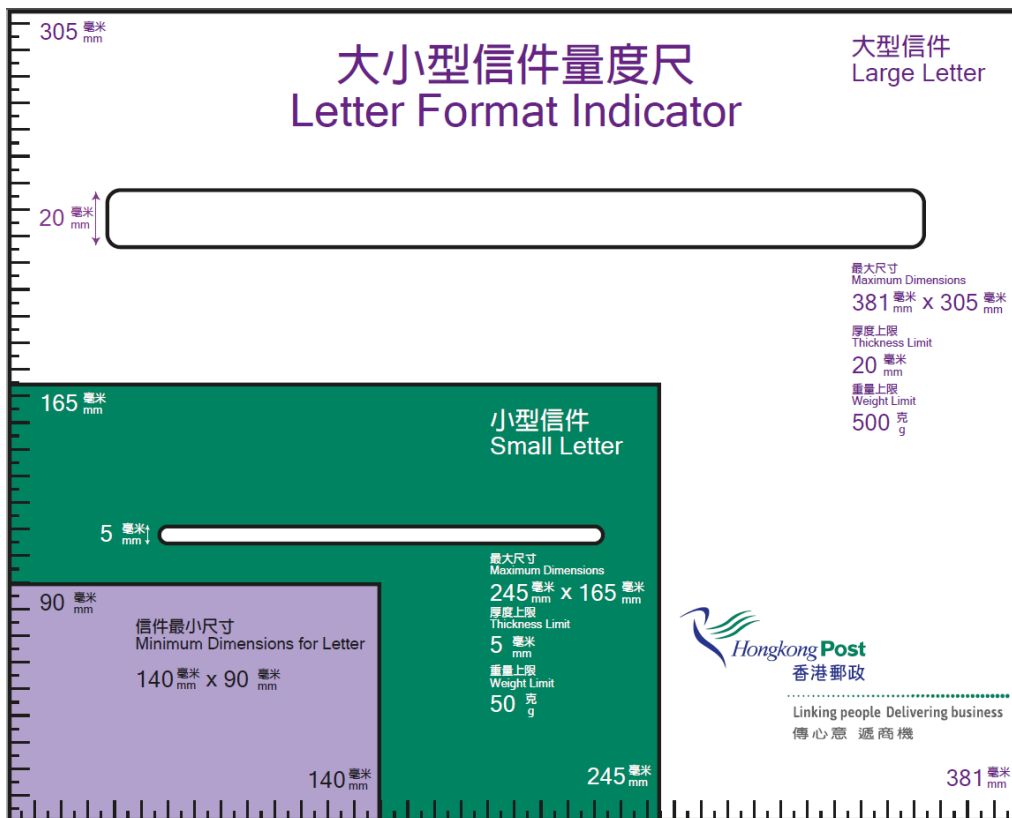 305 毫米 mm
大小型信件量度尺
Letter Format Indicator
大型信件
Large Letter
20 毫米 mm
最大尺寸
Maximum Dimensions
381 毫米 mm x 305 毫米 mm
厚度上限
Thickness Limit
20 毫米 mm
重量上限
Weight Limit
500 克 g
165 毫米 mm
小型信件
Small Letter
5 毫米 mm
最大尺寸
Maximum Dimensions
245 毫米 mm x 165 毫米 mm
厚度上限
Thickness Limit
5 毫米 mm
重量上限
Weight Limit
50 克 g
90 毫米 mm
信件最小尺寸
Minimum Dimensions for Letter
140 毫米 mm x 90 毫米 mm
Hongkong Post
香港郵政
Linking people Delivering business
傳心意 遞商機
140 毫米 mm
245 毫米 mm
381 毫米 mm